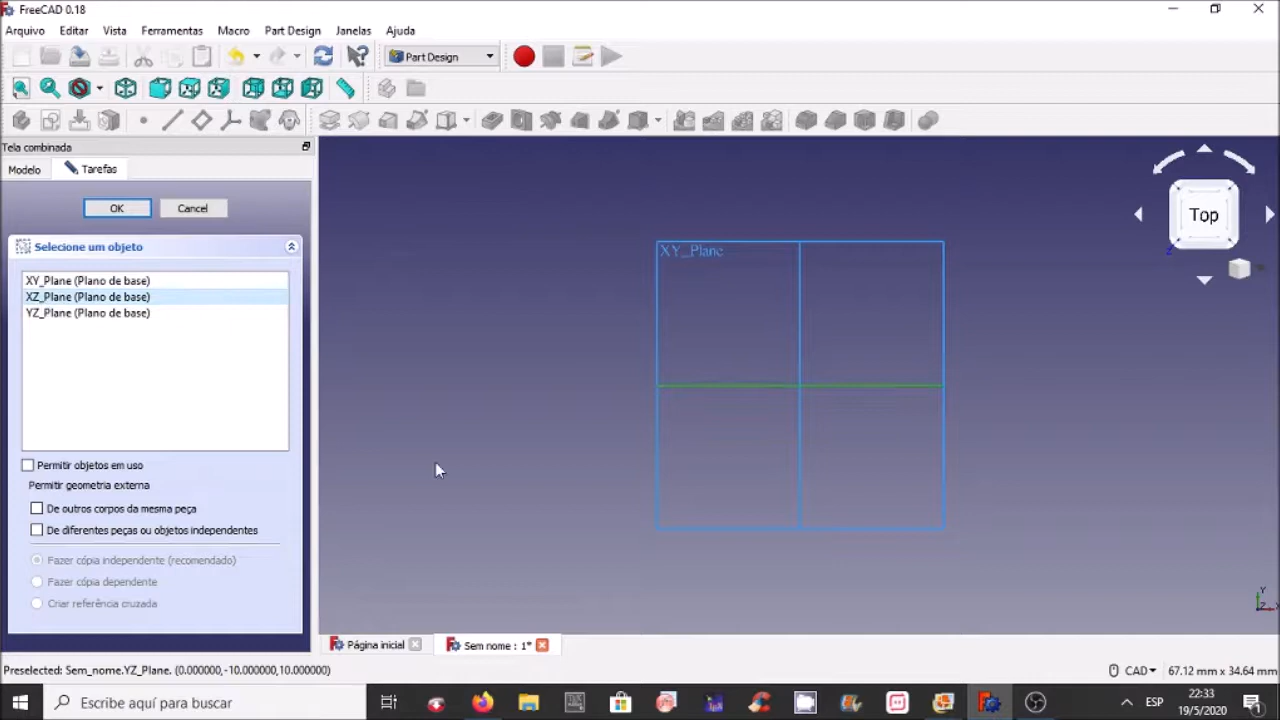 FreeCAD 0.18
Arquivo Editar Vista Ferramentas Macro Part Design Janelas Ajuda
Part Design
Tela combinada
Modelo Tarefas
OK Cancel
Selecione um objeto
XY_Plane (Plano de base)
XZ_Plane (Plano de base)
YZ_Plane (Plano de base)
Permitir objetos em uso
Permitir geometria externa
De outros corpos da mesma peça
De diferentes peças ou objetos independentes
Fazer cópia independente (recomendado)
Fazer cópia dependente
Criar referência cruzada
XY_Plane
Top
Z
Y
Z X
Página inicial Sem nome : 1*
Preselected: Sem_nome.YZ_Plane. (0.000000,-10.000000,10.000000)
CAD 67.12 mm x 34.64 mm
Escribe aquí para buscar
ESP
22:33
19/5/2020
1